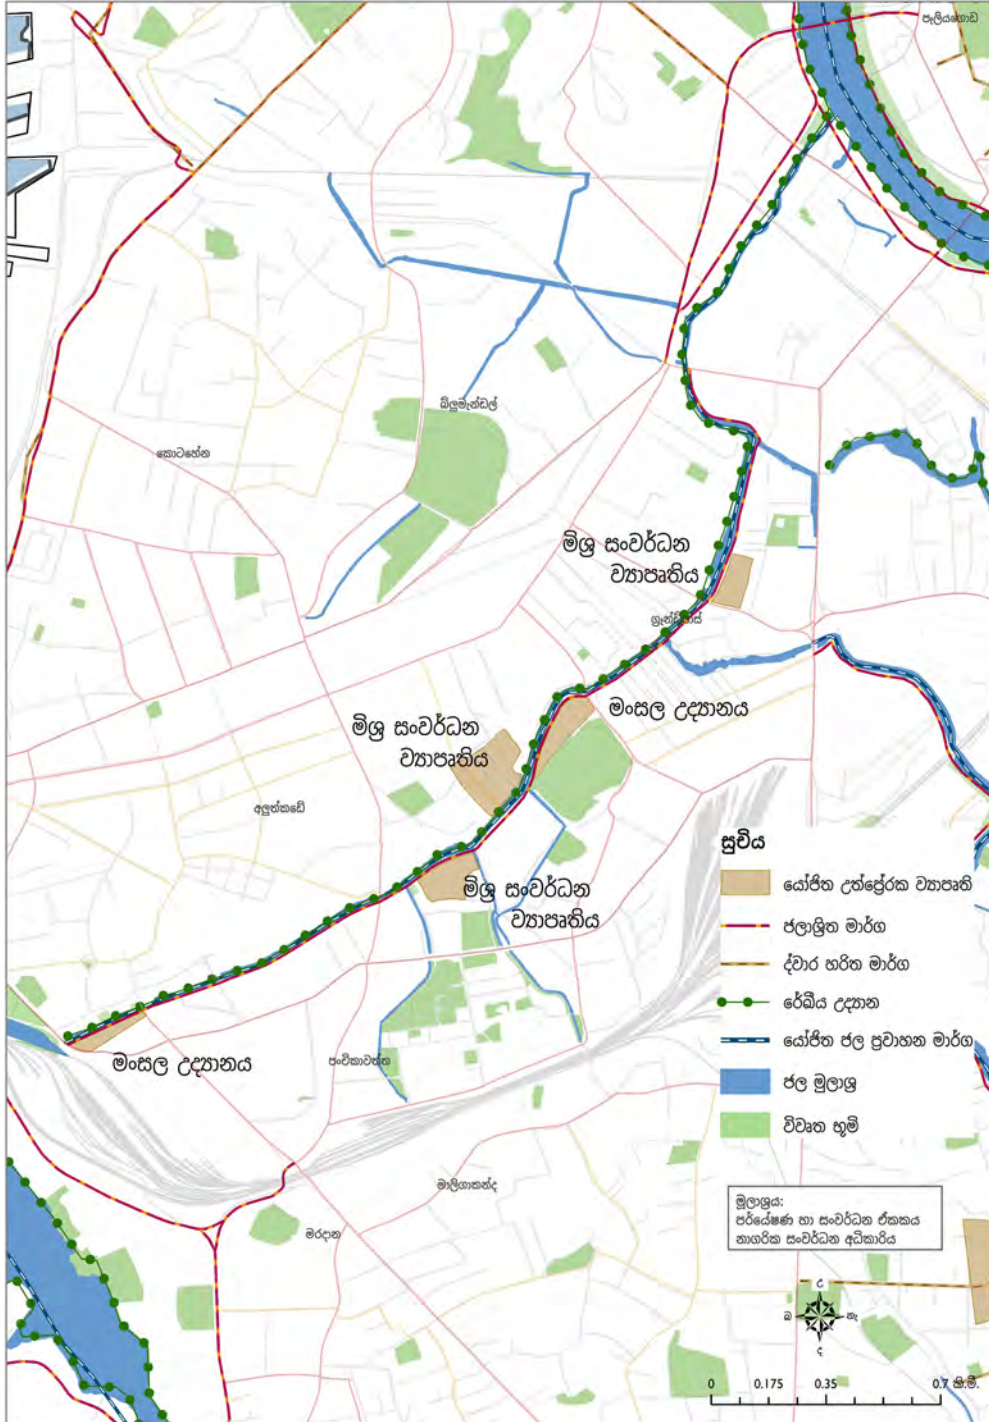 පෑලියගොඩ
බ්ලුමැන්ඩල්
කොටහේන
මිශ්‍ර සංවර්ධන
ව්‍යාපෘතිය
ග්‍රෑන්ඩ්පාස්
මංසල උද්‍යානය
මිශ්‍ර සංවර්ධන
ව්‍යාපෘතිය
අලුත්කඩේ
මිශ්‍ර සංවර්ධන
ව්‍යාපෘතිය
මංසල උද්‍යානය
පංචිකාවත්ත
මාලිගාකන්ද
මරදාන
සුචිය
යෝජිත උත්ප්‍රේරක ව්‍යාපෘති
ජලාශ්‍රිත මාර්ග
ද්වාර හරිත මාර්ග
රේඛීය උද්‍යාන
යෝජිත ජල ප්‍රවාහන මාර්ග
ජල මුලාශ්‍ර
විවෘත භූමි
මූලාශ්‍රය:
පර්යේෂණ හා සංවර්ධන ඒකකය
නාගරික සංවර්ධන අධිකාරිය
උ
බ නැ
ද
0 0.175 0.35 0.7 කි.මී.